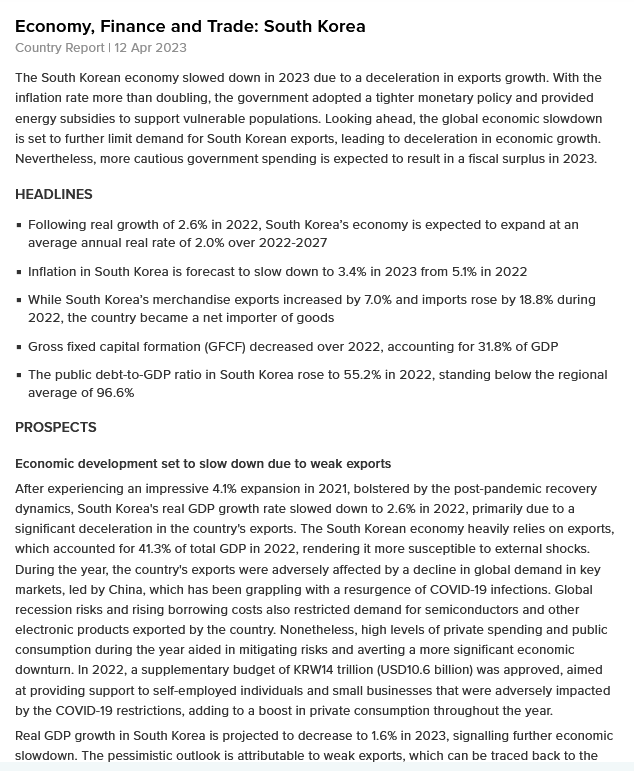 Economy, Finance and Trade: South Korea
Country Report | 12 Apr 2023
The South Korean economy slowed down in 2023 due to a deceleration in exports growth. With the
inflation rate more than doubling, the government adopted a tighter monetary policy and provided
energy subsidies to support vulnerable populations. Looking ahead, the global economic slowdown
is set to further limit demand for South Korean exports, leading to deceleration in economic growth.
Nevertheless, more cautious government spending is expected to result in a fiscal surplus in 2023.
HEADLINES
▪ Following real growth of 2.6% in 2022, South Korea's economy is expected to expand at an
average annual real rate of 2.0% over 2022-2027
▪ Inflation in South Korea is forecast to slow down to 3.4% in 2023 from 5.1% in 2022
▪ While South Korea's merchandise exports increased by 7.0% and imports rose by 18.8% during
2022, the country became a net importer of goods
▪ Gross fixed capital formation (GFCF) decreased over 2022, accounting for 31.8% of GDP
▪ The public debt-to-GDP ratio in South Korea rose to 55.2% in 2022, standing below the regional
average of 96.6%
PROSPECTS
Economic development set to slow down due to weak exports
After experiencing an impressive 4.1% expansion in 2021, bolstered by the post-pandemic recovery
dynamics, South Korea's real GDP growth rate slowed down to 2.6% in 2022, primarily due to a
significant deceleration in the country's exports. The South Korean economy heavily relies on exports,
which accounted for 41.3% of total GDP in 2022, rendering it more susceptible to external shocks.
During the year, the country's exports were adversely affected by a decline in global demand in key
markets, led by China, which has been grappling with a resurgence of COVID-19 infections. Global
recession risks and rising borrowing costs also restricted demand for semiconductors and other
electronic products exported by the country. Nonetheless, high levels of private spending and public
consumption during the year aided in mitigating risks and averting a more significant economic
downturn. In 2022, a supplementary budget of KRW14 trillion (USD10.6 billion) was approved, aimed
at providing support to self-employed individuals and small businesses that were adversely impacted
by the COVID-19 restrictions, adding to a boost in private consumption throughout the year.
Real GDP growth in South Korea is projected to decrease to 1.6% in 2023, signalling further economic
slowdown. The pessimistic outlook is attributable to weak exports, which can be traced back to the